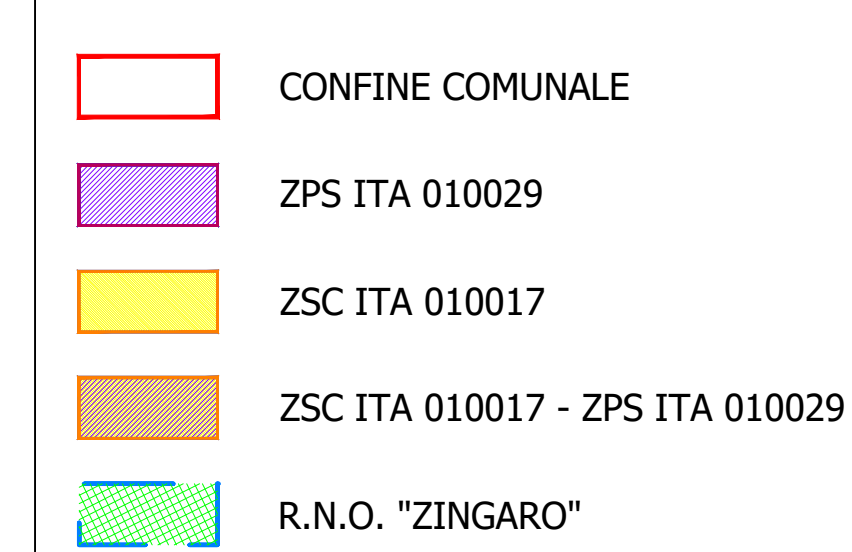 CONFINE COMUNALE
ZPS ITA 010029
ZSC ITA 010017
ZSC ITA 010017 - ZPS ITA 010029
R.N.O. "ZINGARO"